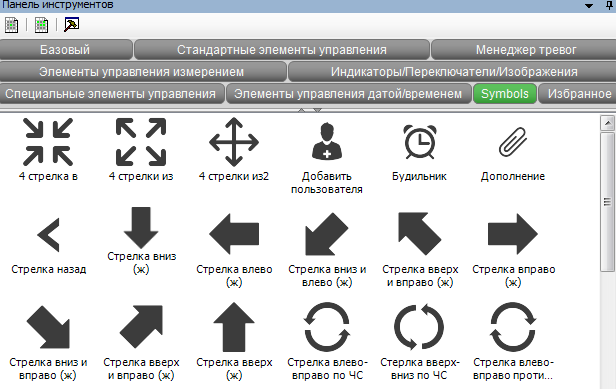 Панель инструментов
Базовый
Стандартные элементы управления
Менеджер тревог
Элементы управления измерением
Индикаторы/Переключатели/Изображения
Специальные элементы управления
Элементы управления датой/временем
Symbols
Избранное
4 стрелка в
4 стрелки из
4 стрелки из2
Добавить
пользователя
Будильник
Дополнение
Стрелка назад
Стрелка вниз
(ж)
Стрелка влево
(ж)
Стрелка вниз и
влево (ж)
Стрелка вверх
и вправо (ж)
Стрелка вправо
(ж)
Стрелка вниз и
вправо (ж)
Стрелка вверх
и вправо (ж)
Стрелка вверх
(ж)
Стрелка влево-
вправо по ЧС
Стерлка вверх-
вниз по ЧС
Стрелка влево-
вправо проти...